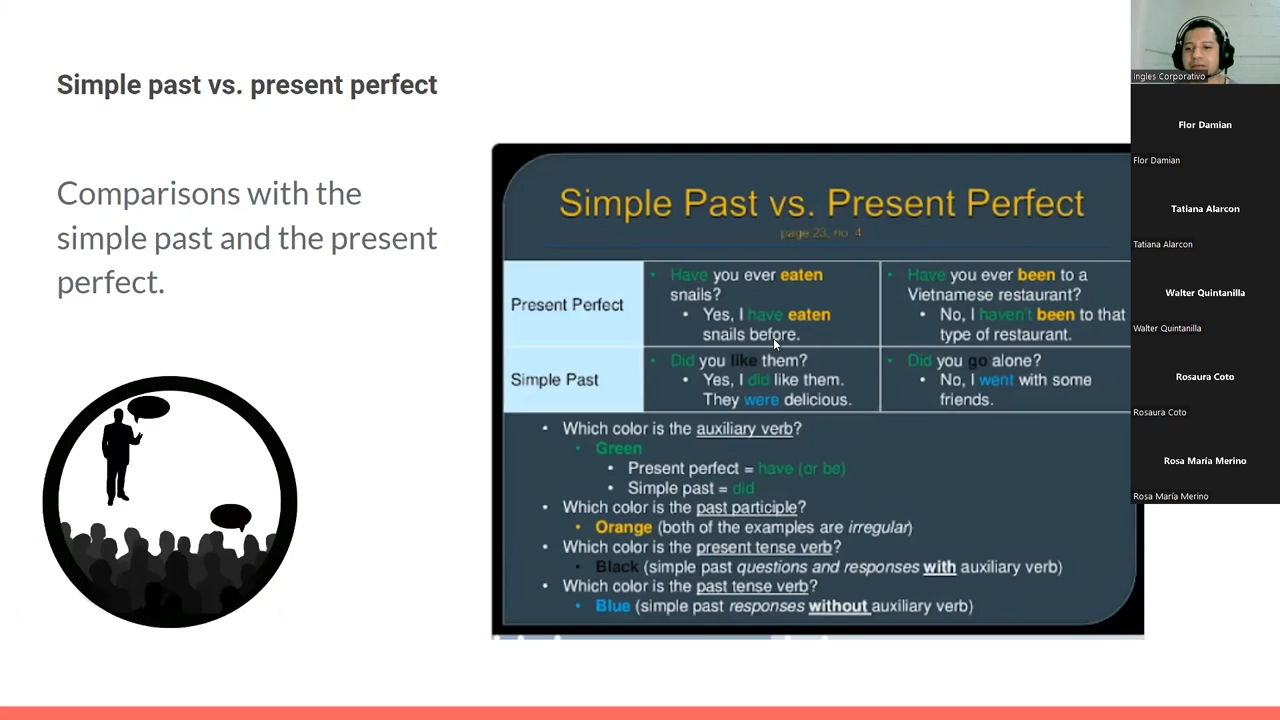 Simple past vs. present perfect
Comparisons with the
simple past and the present
perfect.
Simple Past vs. Present Perfect
page 23, no. 4
Present Perfect
• Have you ever eaten
snails?
• Yes, I have eaten
snails before.
• Have you ever been to a
Vietnamese restaurant?
• No, I haven't been to that
type of restaurant.
Simple Past
• Did you like them?
• Yes, I did like them.
They were delicious.
• Did you go alone?
• No, I went with some
friends.
• Which color is the auxiliary verb?
• Green
• Present perfect = have (or be)
• Simple past = did
• Which color is the past participle?
• Orange (both of the examples are irregular)
• Which color is the present tense verb?
• Black (simple past questions and responses with auxiliary verb)
• Which color is the past tense verb?
• Blue (simple past responses without auxiliary verb)
Ingles Corporativo
Flor Damian
Flor Damian
Tatiana Alarcon
Tatiana Alarcon
Walter Quintanilla
Walter Quintanilla
Rosaura Coto
Rosaura Coto
Rosa María Merino
Rosa María Merino